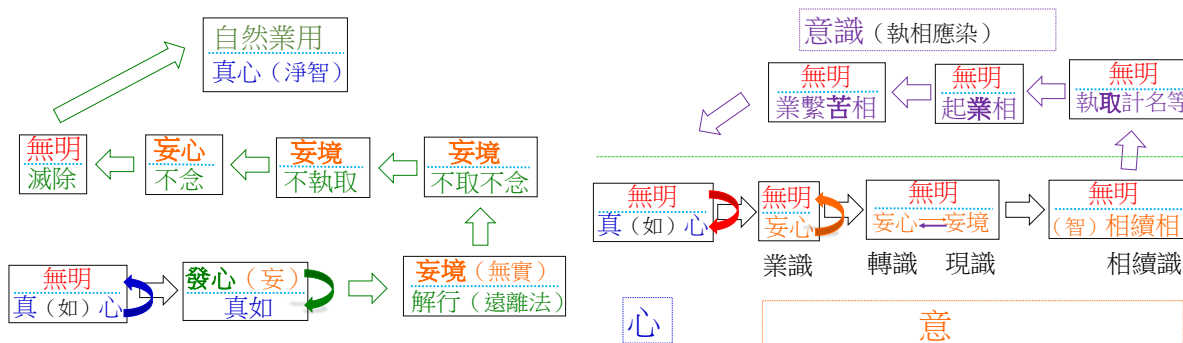 自然業用
真心（淨智）
無明
滅除
妄心
不念
妄境
不執取
妄境
不取不念
無明
真（如）心
發心（妄）
真如
妄境（無實）
解行（遠離法）
意識（執相應染）
無明
業繫苦相
無明
起業相
無明
執取計名等
無明
真（如）心
無明
妄心
業識
無明
妄心 妄境
轉識 現識
無明
（智）相續相
相續識
心
意